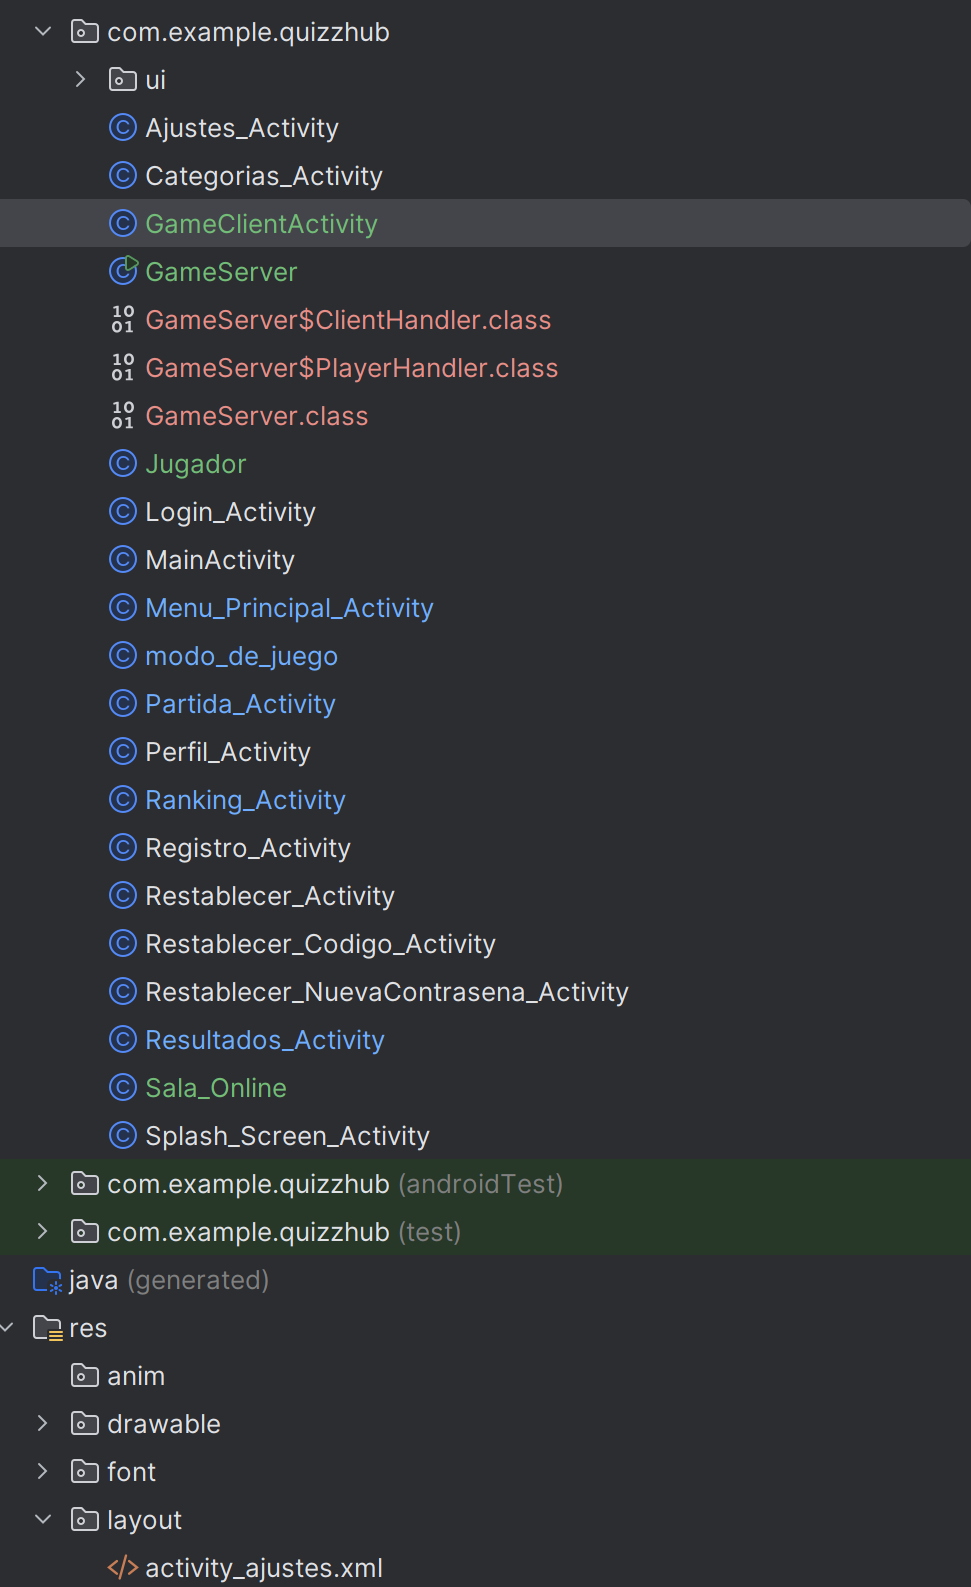 com.example.quizzhub
ui
Ajustes_Activity
Categorias_Activity
GameClientActivity
GameServer
GameServer$ClientHandler.class
GameServer$PlayerHandler.class
GameServer.class
Jugador
Login_Activity
MainActivity
Menu_Principal_Activity
modo_de_juego
Partida_Activity
Perfil_Activity
Ranking_Activity
Registro_Activity
Restablecer_Activity
Restablecer_Codigo_Activity
Restablecer_NuevaContrasena_Activity
Resultados_Activity
Sala_Online
Splash_Screen_Activity
com.example.quizzhub (androidTest)
com.example.quizzhub (test)
java (generated)
res
anim
drawable
font
layout
activity_ajustes.xml